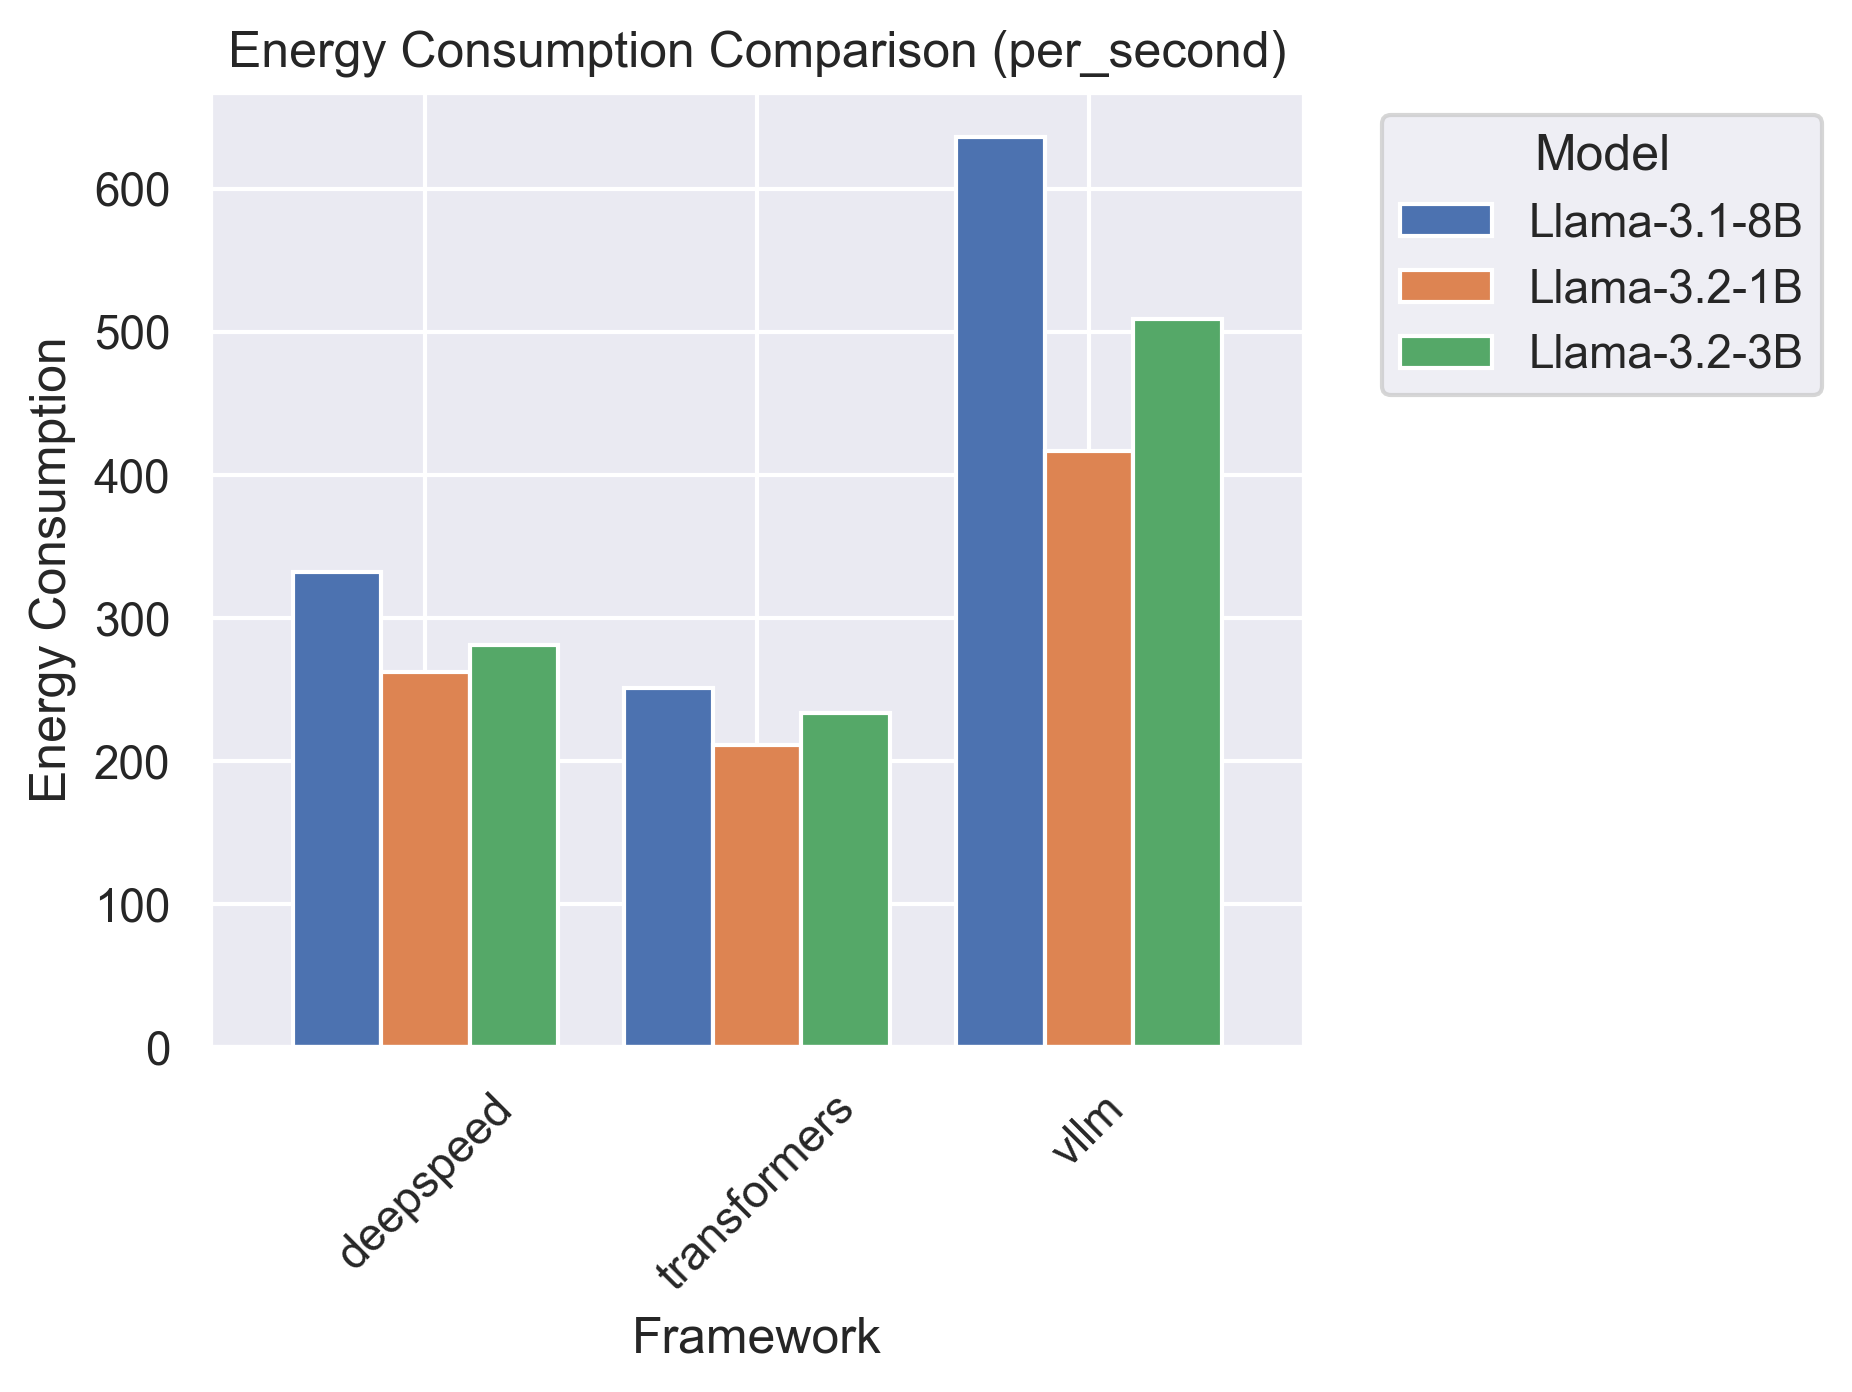 Energy Consumption Comparison (per_second)
Energy Consumption
600
500
400
300
200
100
0
deepspeed
transformers
vllm
Framework
Model
Llama-3.1-8B
Llama-3.2-1B
Llama-3.2-3B